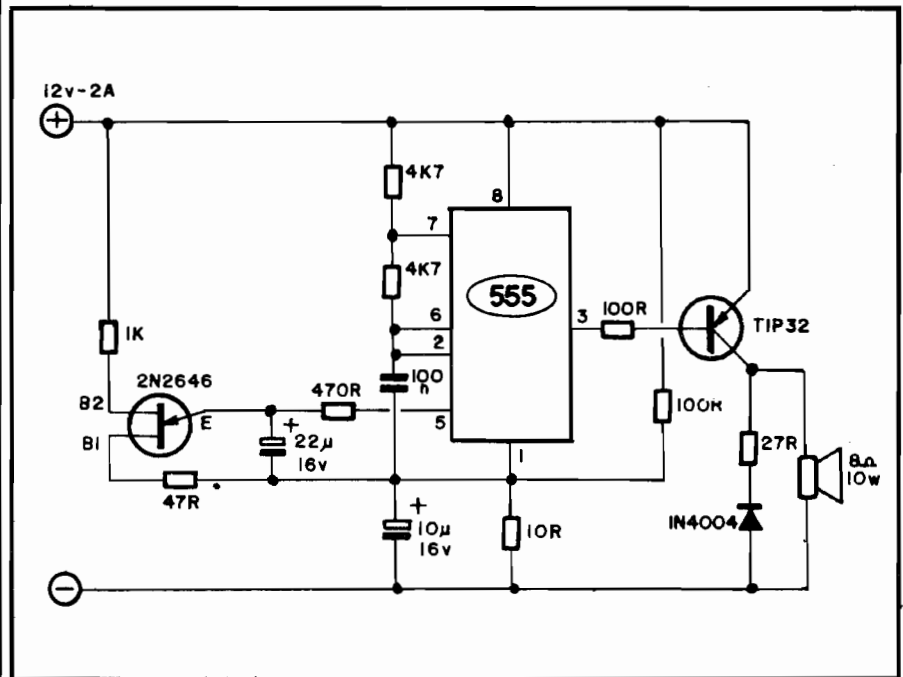 12v-2A
4K7
8
7
4K7
555
1K
6
3
100R
TIP32
2
2N2646
100
n
B2
470R
100R
E
5
B1
+
22µ
16v
1
27R
8Ω
10w
47R
+
10µ
16v
10R
1N4004